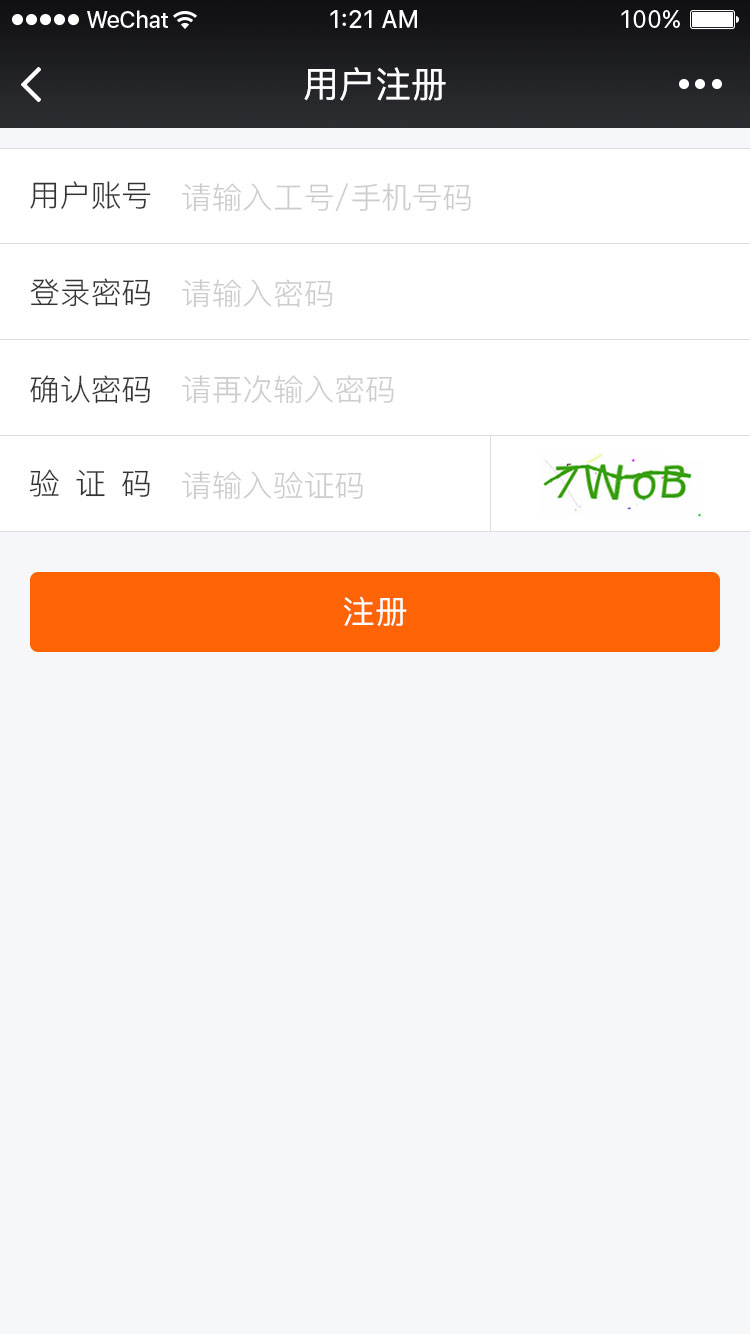 WeChat 1:21 AM 100%
用户注册
用户账号 请输入工号/手机号码
登录密码 请输入密码
确认密码 请再次输入密码
验 证 码 请输入验证码 7WoB
注册